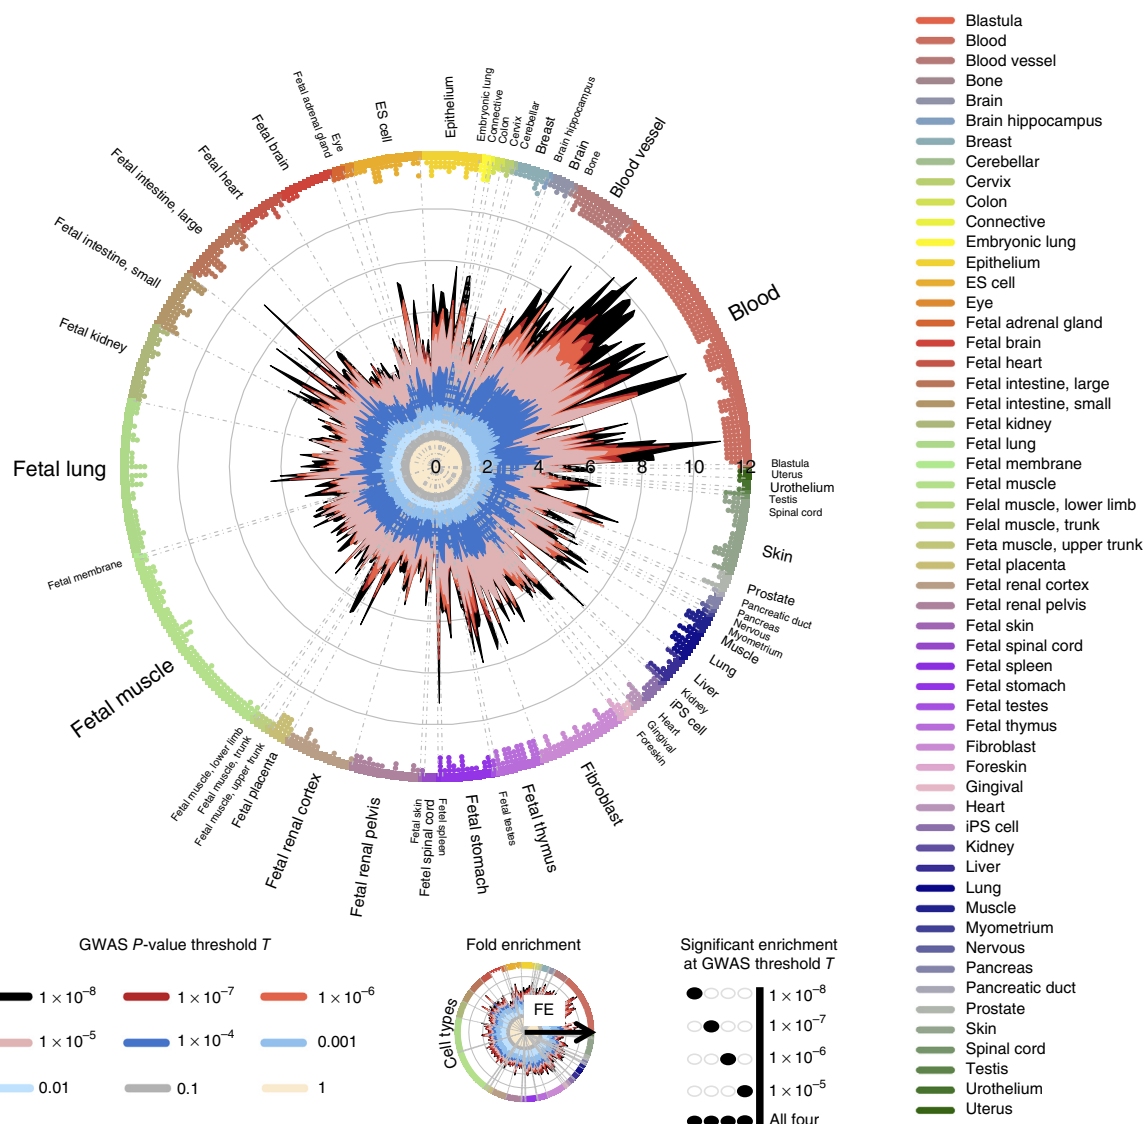 Fetal adrenal gland
Eye
ES cell
Epithelium
Embryonic lung
Connective
Colon
Cervix
Cerebellar
Breast
Brain hippocampus
Brain
Bone
Blood vessel
Blood
Fetal brain
Fetal heart
Fetal intestine, large
Fetal intestine, small
Fetal kidney
Fetal lung
Fetal membrane
Fetal muscle
Fetal muscle, lower limb
Fetal muscle, trunk
Fetal muscle, upper trunk
Fetal placenta
Fetal renal cortex
Fetal renal pelvis
Fetal skin
Fetel spinal cord
Fetel spleen
Fetal stomach
Fetal testes
Fetal thymus
Fibroblast
Foreskin
Gingival
Heart
iPS cell
Kidney
Liver
Lung
Muscle
Myometrium
Nervous
Pancreas
Pancreatic duct
Prostate
Skin
Spinal cord
Testis
Urothelium
Uterus
Blastula
0 2 4 6 8 10 12
GWAS P-value threshold T
1 × 10⁻⁸ 1 × 10⁻⁷ 1 × 10⁻⁶
1 × 10⁻⁵ 1 × 10⁻⁴ 0.001
0.01 0.1 1
Fold enrichment
Cell types
FE
Significant enrichment
at GWAS threshold T
1 × 10⁻⁸
1 × 10⁻⁷
1 × 10⁻⁶
1 × 10⁻⁵
All four
Blastula
Blood
Blood vessel
Bone
Brain
Brain hippocampus
Breast
Cerebellar
Cervix
Colon
Connective
Embryonic lung
Epithelium
ES cell
Eye
Fetal adrenal gland
Fetal brain
Fetal heart
Fetal intestine, large
Fetal intestine, small
Fetal kidney
Fetal lung
Fetal membrane
Fetal muscle
Felal muscle, lower limb
Felal muscle, trunk
Feta muscle, upper trunk
Fetal placenta
Fetal renal cortex
Fetal renal pelvis
Fetal skin
Fetal spinal cord
Fetal spleen
Fetal stomach
Fetal testes
Fetal thymus
Fibroblast
Foreskin
Gingival
Heart
iPS cell
Kidney
Liver
Lung
Muscle
Myometrium
Nervous
Pancreas
Pancreatic duct
Prostate
Skin
Spinal cord
Testis
Urothelium
Uterus